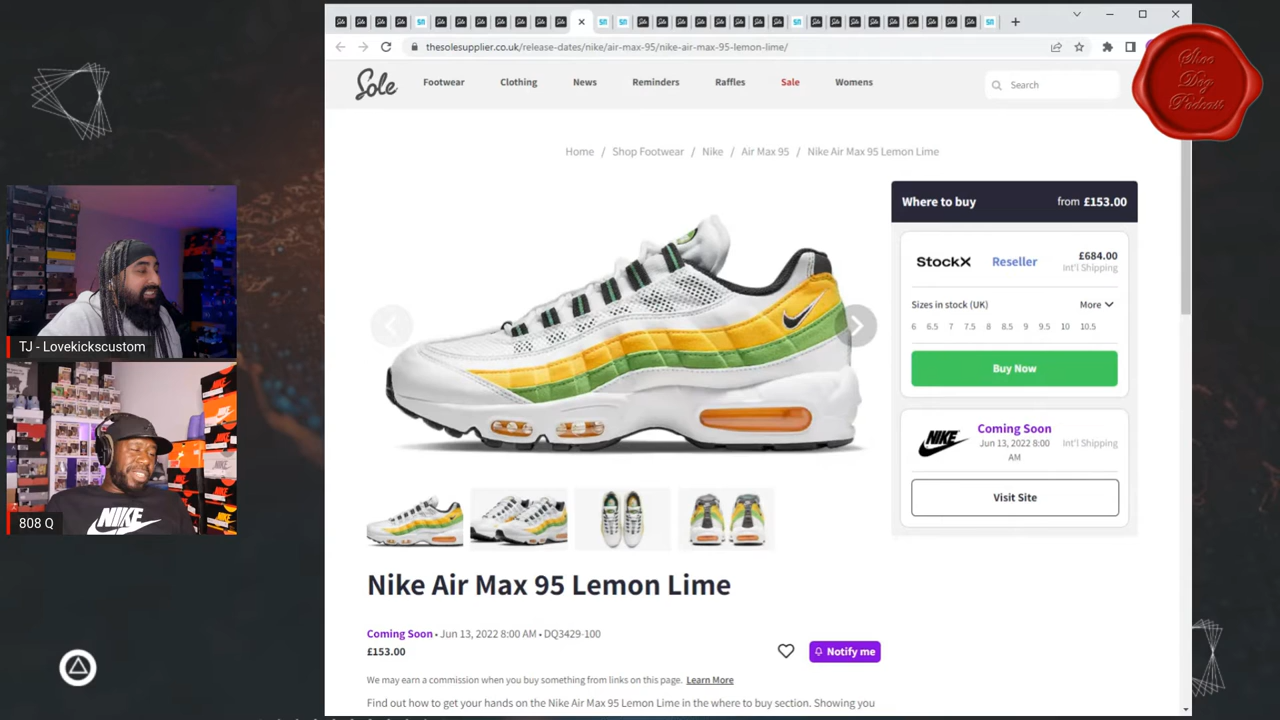 thesolesupplier.co.uk/release-dates/nike/air-max-95/nike-air-max-95-lemon-lime/
Sole
Footwear
Clothing
News
Reminders
Raffles
Sale
Womens
Search
Shoe
Dog
Podcast
Home / Shop Footwear / Nike / Air Max 95 / Nike Air Max 95 Lemon Lime
Where to buy
from £153.00
StockX
Reseller
£684.00
Int'l Shipping
Sizes in stock (UK)
More
6 6.5 7 7.5 8 8.5 9 9.5 10 10.5
Buy Now
NIKE
Coming Soon
Jun 13, 2022 8:00
AM
Int'l Shipping
Visit Site
TJ - Lovekickscustom
NIKE
808 Q
Nike Air Max 95 Lemon Lime
Coming Soon • Jun 13, 2022 8:00 AM • DQ3429-100
£153.00
Notify me
We may earn a commission when you buy something from links on this page. Learn More
Find out how to get your hands on the Nike Air Max 95 Lemon Lime in the where to buy section. Showing you